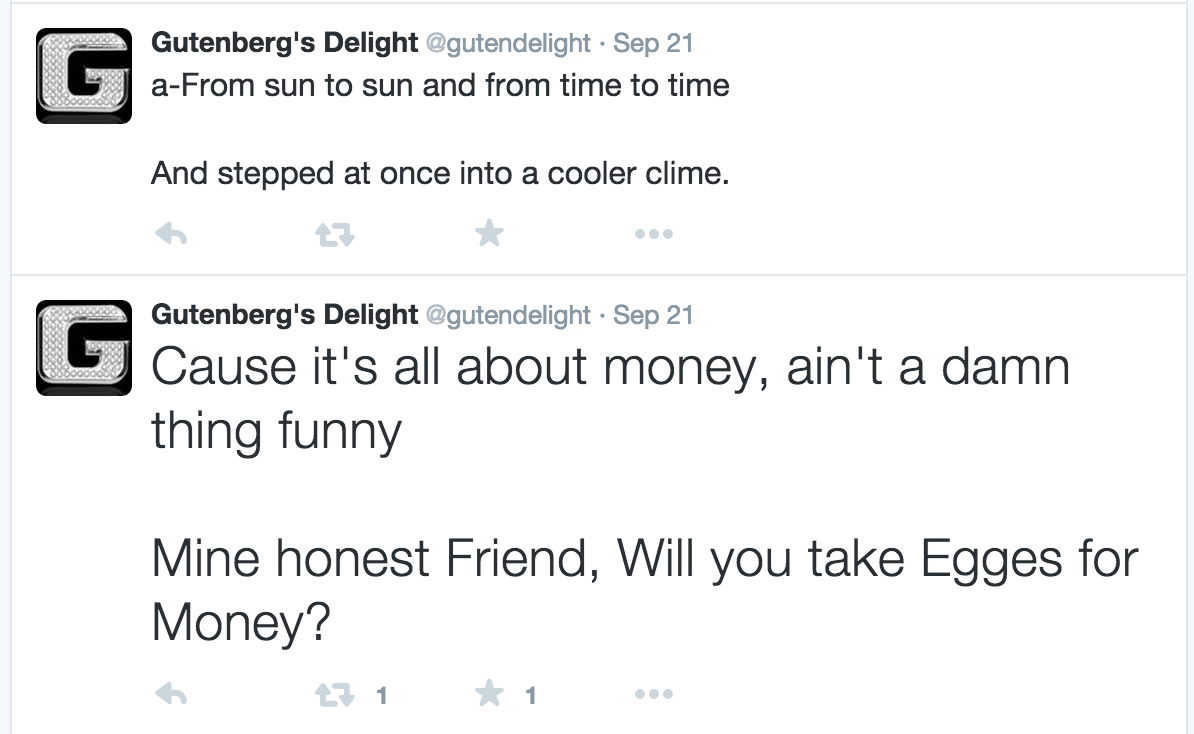 Gutenberg's Delight @gutendelight · Sep 21
a-From sun to sun and from time to time
And stepped at once into a cooler clime.
Gutenberg's Delight @gutendelight · Sep 21
Cause it's all about money, ain't a damn
thing funny
Mine honest Friend, Will you take Egges for
Money?
1 1
G
G